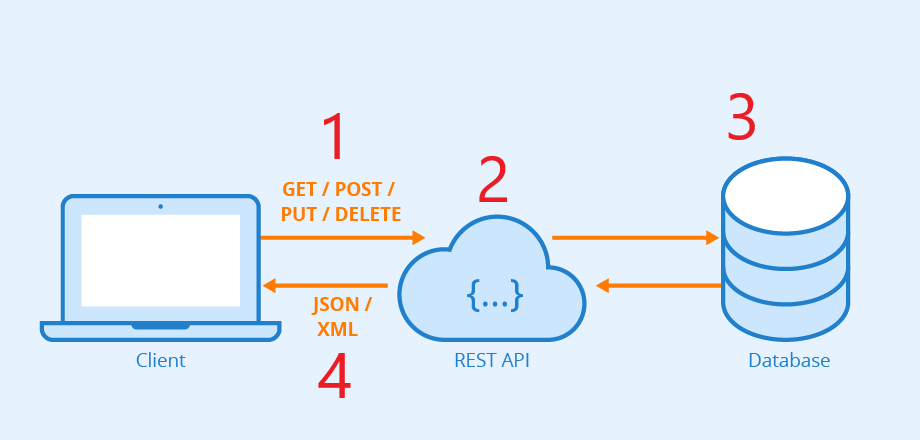 1
GET / POST /
PUT / DELETE
2
3
{...}
JSON /
XML
4
Client
REST API
Database